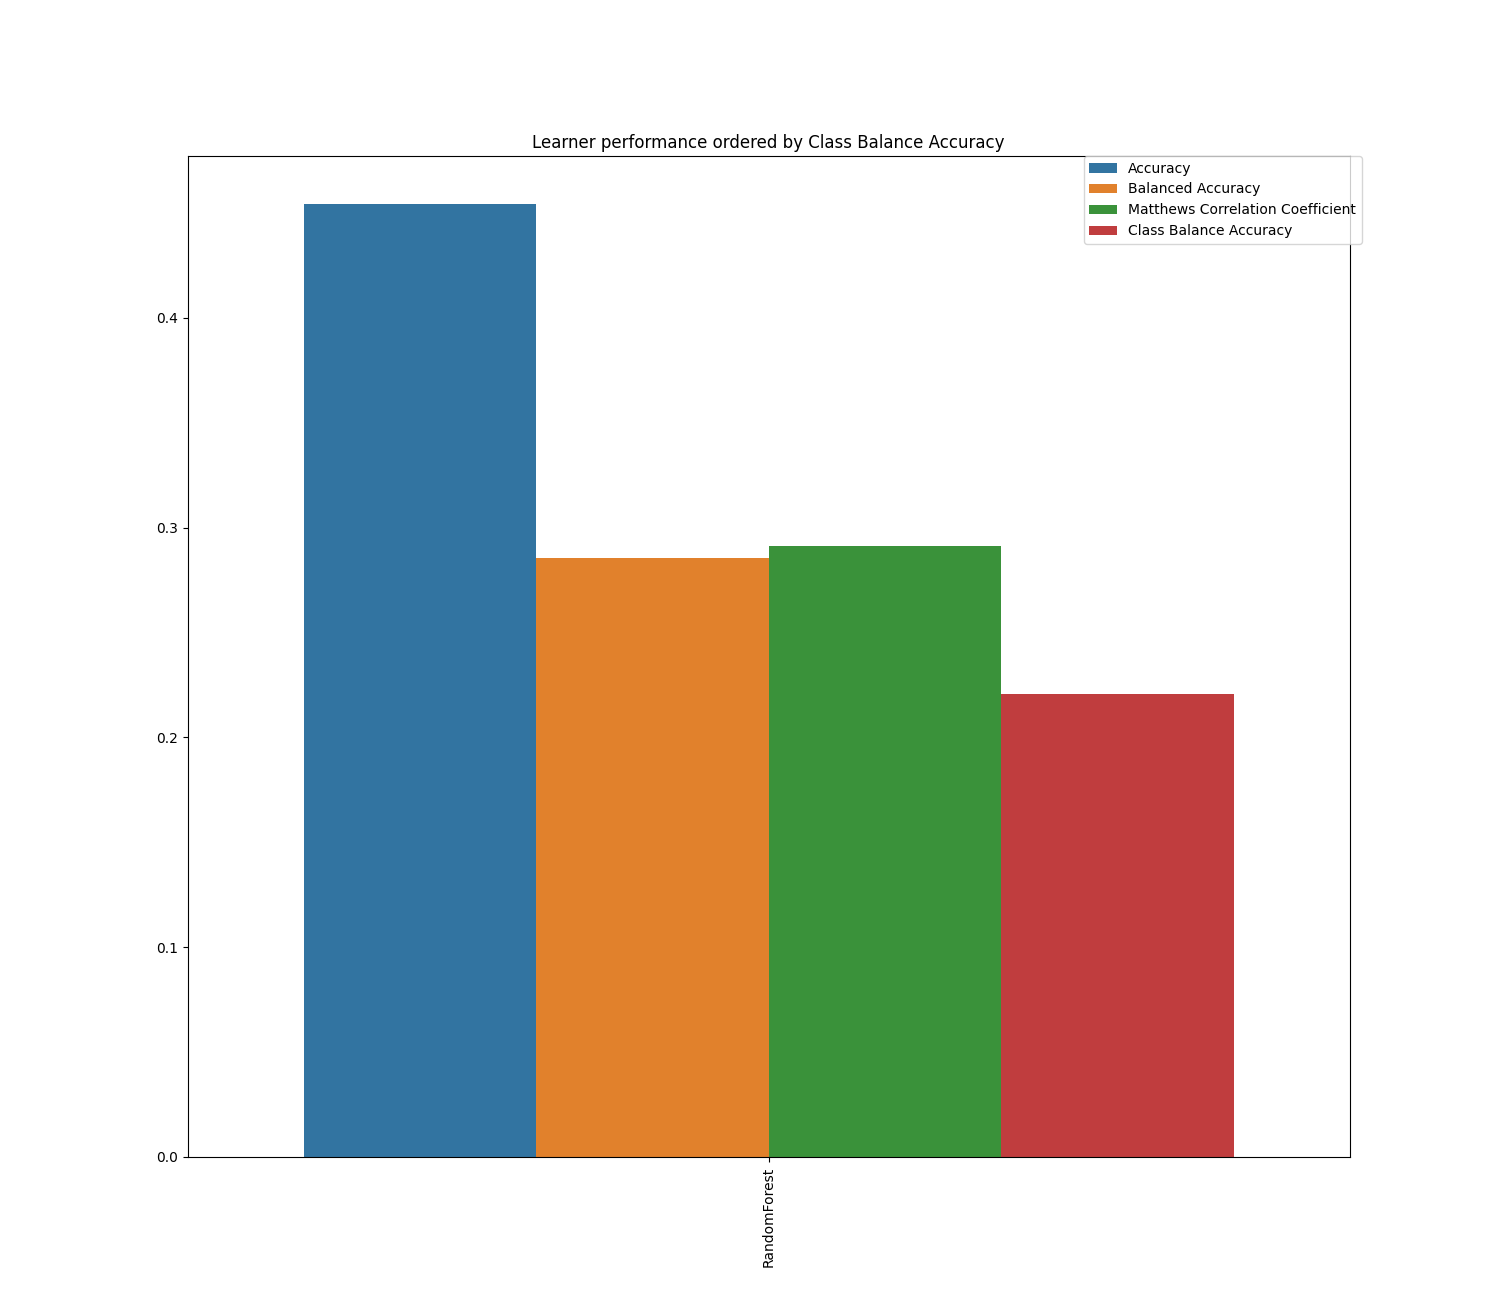 Learner performance ordered by Class Balance Accuracy
Accuracy
Balanced Accuracy
Matthews Correlation Coefficient
Class Balance Accuracy
0.4
0.3
0.2
0.1
0.0
RandomForest